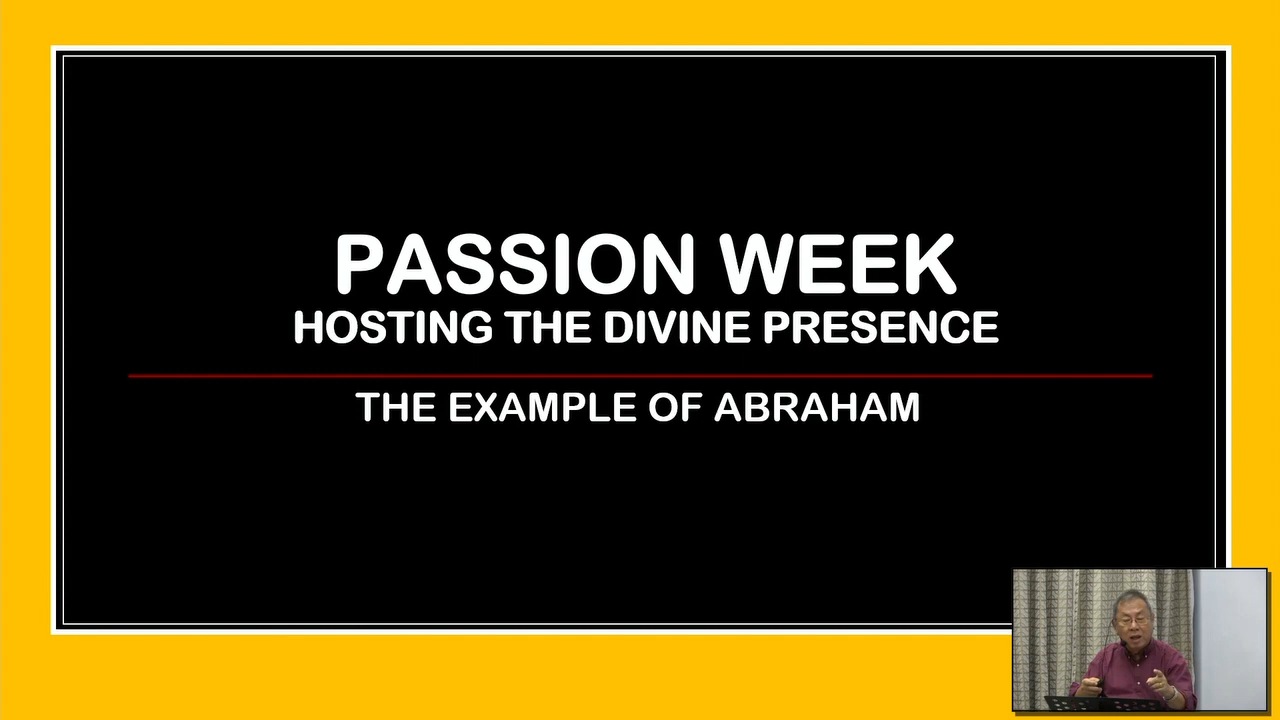 PASSION WEEK
HOSTING THE DIVINE PRESENCE
THE EXAMPLE OF ABRAHAM